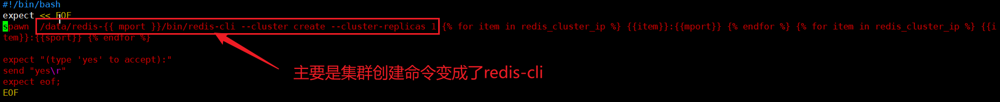 #!/bin/bash
expect << EOF
spawn  /data/redis-{{ mport }}/bin/redis-cli --cluster create --cluster-replicas 1 {% for item in redis_cluster_ip %} {{item}}:{{mport}} {% endfor %} {% for item in redis_cluster_ip %} {{i
tem}}:{{sport}} {% endfor %}
expect "(type 'yes' to accept):"
send "yes\r"
主要是集群创建命令变成了redis-cli
expect eof;
EOF